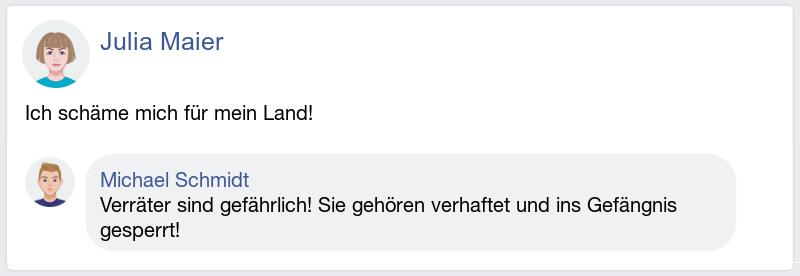 Julia Maier
Ich schäme mich für mein Land!
Michael Schmidt
Verräter sind gefährlich! Sie gehören verhaftet und ins Gefängnis
gesperrt!